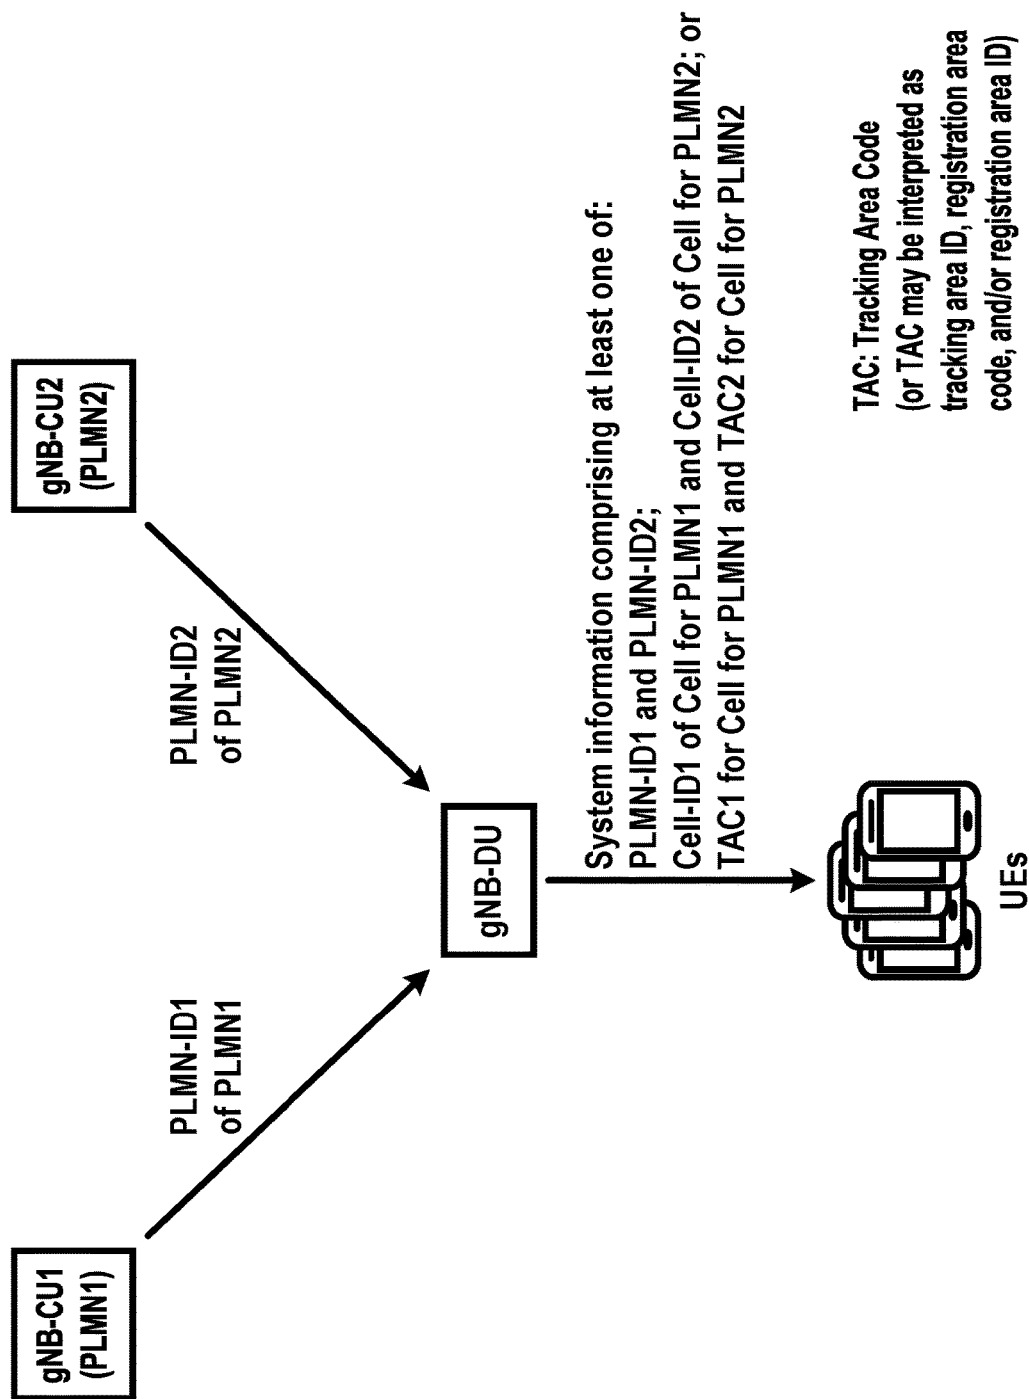 gNB-CU1
(PLMN1)
gNB-CU2
(PLMN2)
PLMN-ID1
of PLMN1
PLMN-ID2
of PLMN2
gNB-DU
System information comprising at least one of:
PLMN-ID1 and PLMN-ID2;
Cell-ID1 of Cell for PLMN1 and Cell-ID2 of Cell for PLMN2; or
TAC1 for Cell for PLMN1 and TAC2 for Cell for PLMN2
UEs
TAC: Tracking Area Code
(or TAC may be interpreted as
tracking area ID, registration area
code, and/or registration area ID)